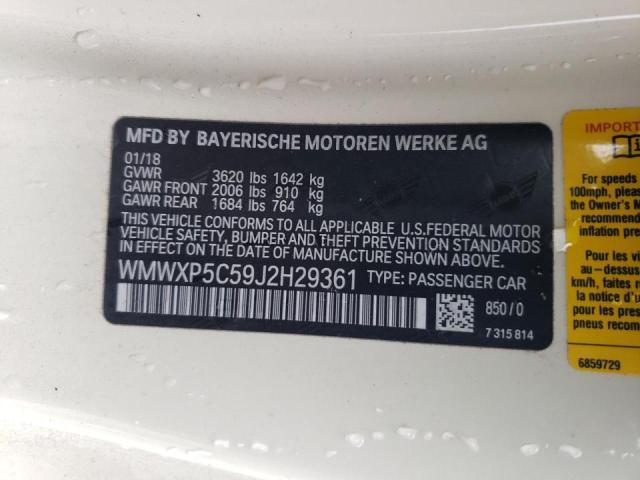 MFD BY BAYERISCHE MOTOREN WERKE AG
01/18
GVWR 3620 lbs 1642 kg
GAWR FRONT 2006 lbs 910 kg
GAWR REAR 1684 lbs 764 kg
THIS VEHICLE CONFORMS TO ALL APPLICABLE U.S.FEDERAL MOTOR
VEHICLE SAFETY, BUMPER AND THEFT PREVENTION STANDARDS
IN EFFECT ON THE DATE OF MANUFACTURE SHOWN ABOVE.
WMWXP5C59J2H29361 TYPE: PASSENGER CAR
850/0
7 315 814
For speeds
100mph, please
the Owner's M
recommended
inflation pres
Pour les vi
au-dessus d
km/h, faites
la notice d'u
pour les pres
pneus recom
6859729